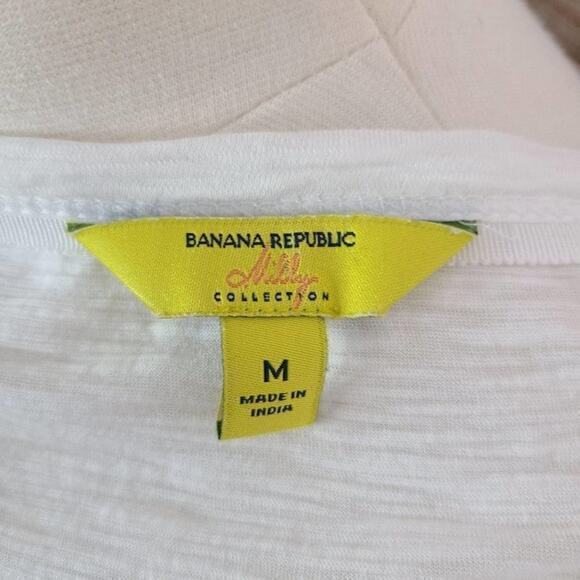 BANANA REPUBLIC
Milly
COLLECTION
M
MADE IN
INDIA